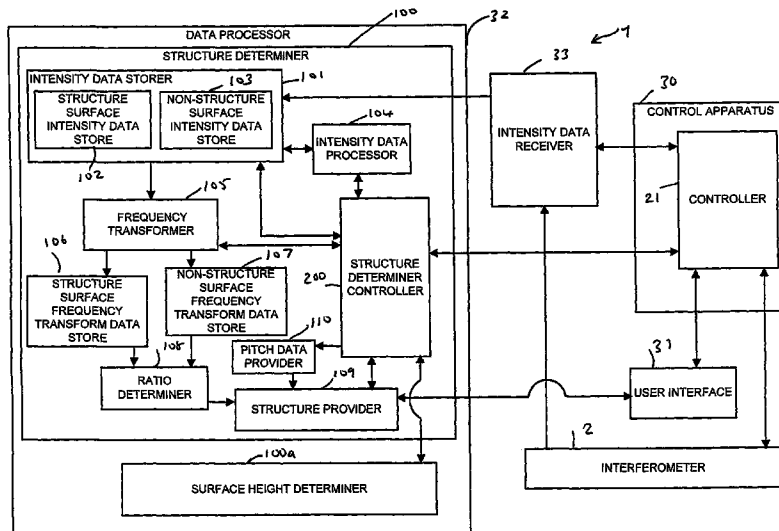 100
32
7
DATA PROCESSOR
STRUCTURE DETERMINER
INTENSITY DATA STORER
101
STRUCTURE
SURFACE
INTENSITY DATA
STORE
102
103
NON-STRUCTURE
SURFACE
INTENSITY DATA
STORE
104
INTENSITY DATA
PROCESSOR
33
INTENSITY DATA
RECEIVER
30
CONTROL APPARATUS
21
CONTROLLER
105
FREQUENCY
TRANSFORMER
106
STRUCTURE
SURFACE
FREQUENCY
TRANSFORM DATA
STORE
107
NON-STRUCTURE
SURFACE
FREQUENCY
TRANSFORM DATA
STORE
200
STRUCTURE
DETERMINER
CONTROLLER
110
PITCH DATA
PROVIDER
108
RATIO
DETERMINER
109
STRUCTURE PROVIDER
31
USER INTERFACE
100a
SURFACE HEIGHT DETERMINER
2
INTERFEROMETER